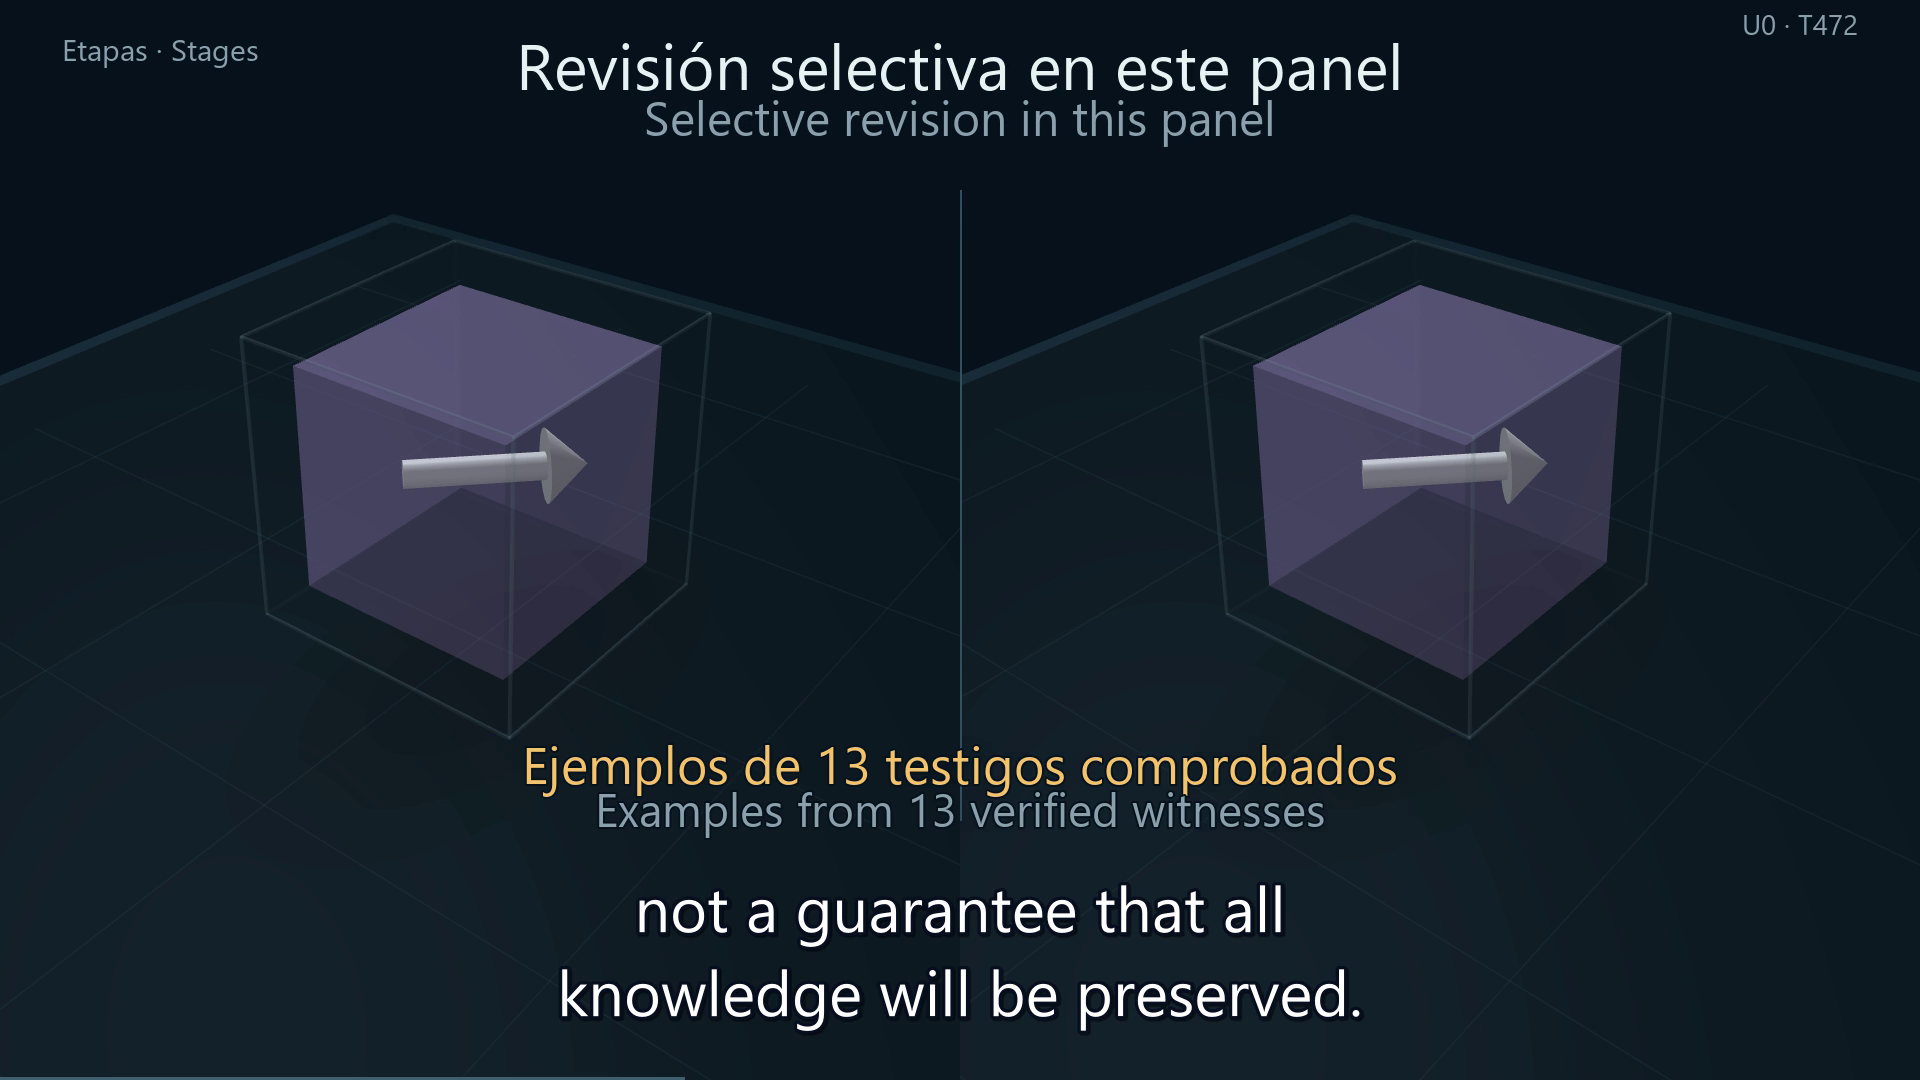 Etapas · Stages
U0 · T472
Revisión selectiva en este panel
Selective revision in this panel
Ejemplos de 13 testigos comprobados
Examples from 13 verified witnesses
not a guarantee that all
knowledge will be preserved.